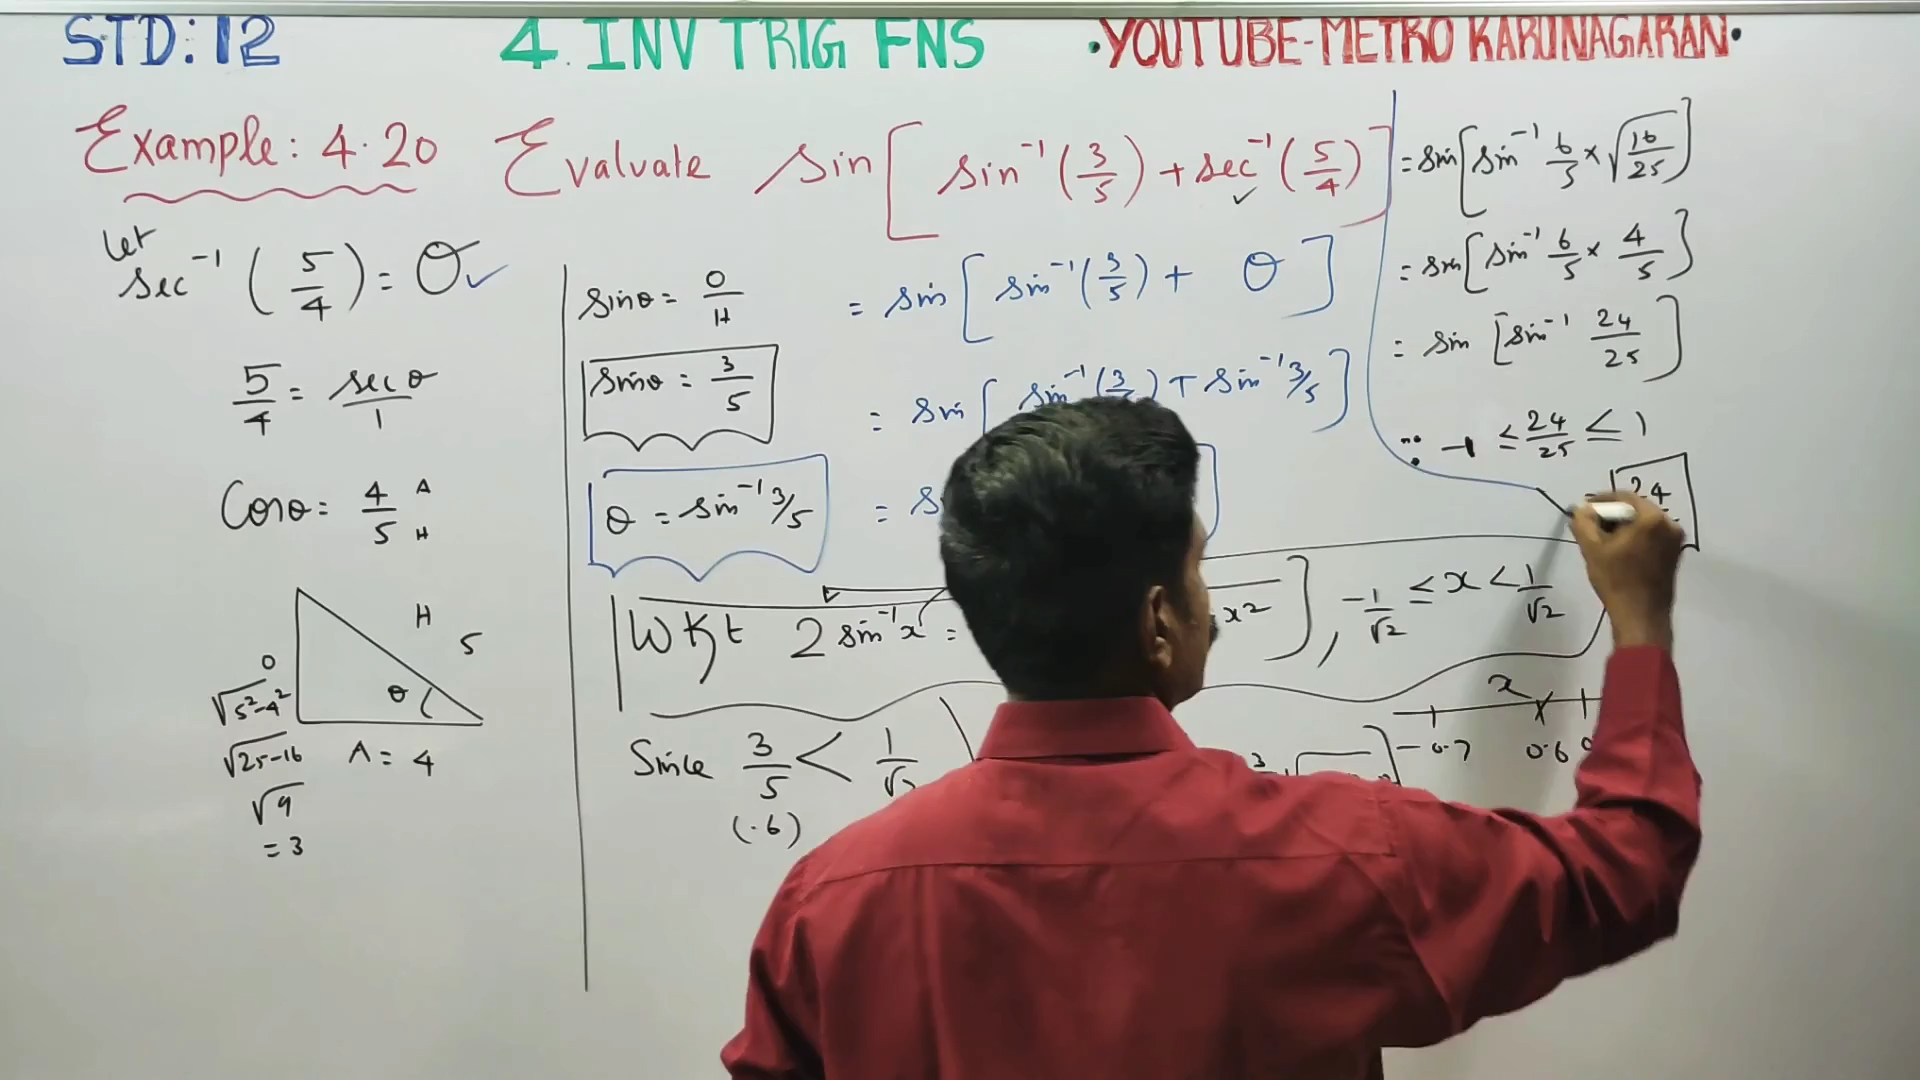 STD: 12 4. INV TRIG FNS •YOUTUBE-METRO KARUNAGARAN•
Example: 4.20 Evaluate sin[ sin⁻¹(3/5) + sec⁻¹(5/4) ]
let
sec⁻¹(5/4) = θ ✓
5/4 = secθ/1
Cosθ = 4/5 A H
H
5
O
θ
√5²-4²
√25-16
A = 4
√9
= 3
sinθ = O/H
sinθ = 3/5
θ = sin⁻¹ 3/5
= sin[ sin⁻¹(3/5) + θ ]
= sin[ sin⁻¹(3/ ) + sin⁻¹ 3/5 ]
= s
WKt 2 sin⁻¹x = x² ] , -1/√2 ≤ x < 1/√2
Since 3/5 < 1/√
(.6)
3
x
-0.7 0.6
= sin[ sin⁻¹ 6/5 × √16/25 ]
= sin[ sin⁻¹ 6/5 × 4/5 ]
= sin [ sin⁻¹ 24/25 ]
∵ -1 ≤ 24/25 ≤ 1
= 24